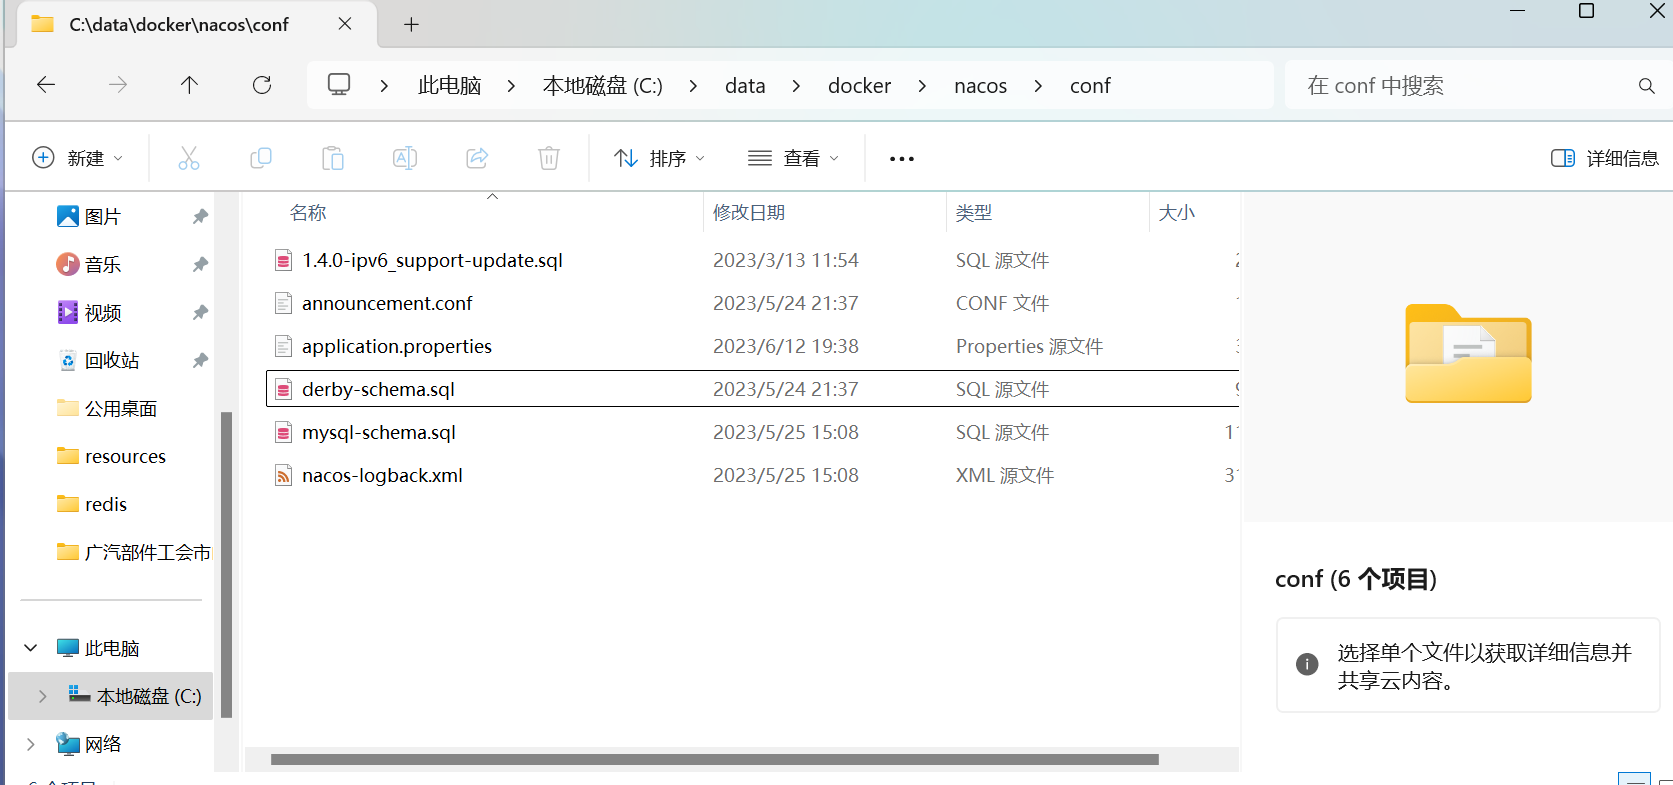 C:\data\docker\nacos\conf
此电脑 本地磁盘 (C:) data docker nacos conf
在 conf 中搜索
新建 排序 查看 详细信息
图片
音乐
视频
回收站
公用桌面
resources
redis
广汽部件工会市
此电脑
本地磁盘 (C:)
网络
名称 修改日期 类型 大小
1.4.0-ipv6_support-update.sql 2023/3/13 11:54 SQL 源文件
announcement.conf 2023/5/24 21:37 CONF 文件
application.properties 2023/6/12 19:38 Properties 源文件
derby-schema.sql 2023/5/24 21:37 SQL 源文件
mysql-schema.sql 2023/5/25 15:08 SQL 源文件
nacos-logback.xml 2023/5/25 15:08 XML 源文件
conf (6 个项目)
选择单个文件以获取详细信息并
共享云内容。